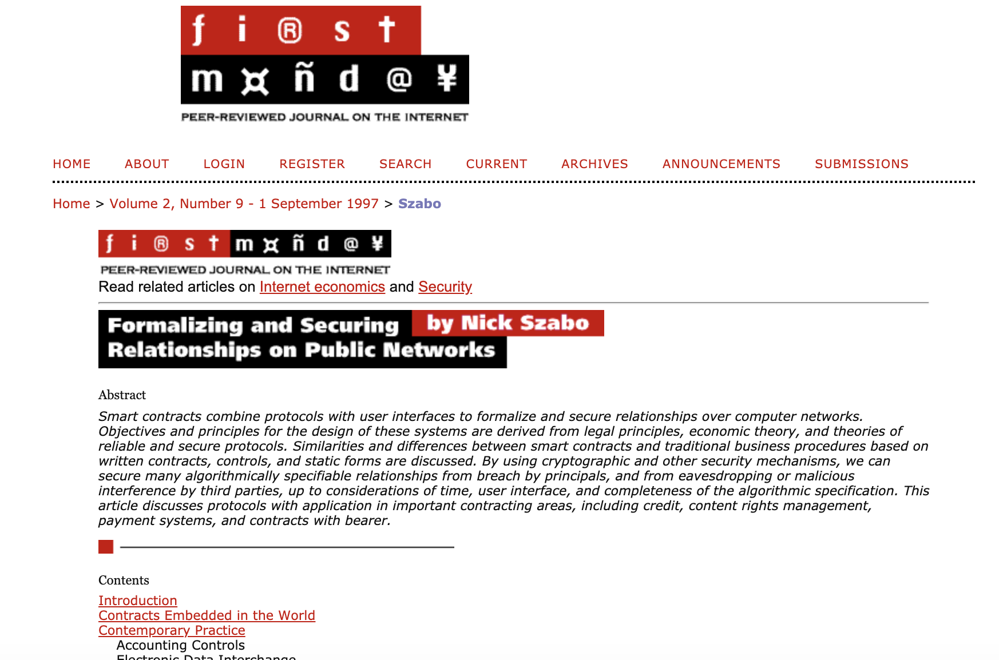 ƒ i ® s †
m ¤ ñ d @ ¥
PEER-REVIEWED JOURNAL ON THE INTERNET
HOME ABOUT LOGIN REGISTER SEARCH CURRENT ARCHIVES ANNOUNCEMENTS SUBMISSIONS
Home > Volume 2, Number 9 - 1 September 1997 > Szabo
ƒ i ® s † m ¤ ñ d @ ¥
PEER-REVIEWED JOURNAL ON THE INTERNET
Read related articles on Internet economics and Security
Formalizing and Securing by Nick Szabo
Relationships on Public Networks
Abstract
Smart contracts combine protocols with user interfaces to formalize and secure relationships over computer networks.
Objectives and principles for the design of these systems are derived from legal principles, economic theory, and theories of
reliable and secure protocols. Similarities and differences between smart contracts and traditional business procedures based on
written contracts, controls, and static forms are discussed. By using cryptographic and other security mechanisms, we can
secure many algorithmically specifiable relationships from breach by principals, and from eavesdropping or malicious
interference by third parties, up to considerations of time, user interface, and completeness of the algorithmic specification. This
article discusses protocols with application in important contracting areas, including credit, content rights management,
payment systems, and contracts with bearer.
Contents
Introduction
Contracts Embedded in the World
Contemporary Practice
Accounting Controls
Electronic Data Interchange